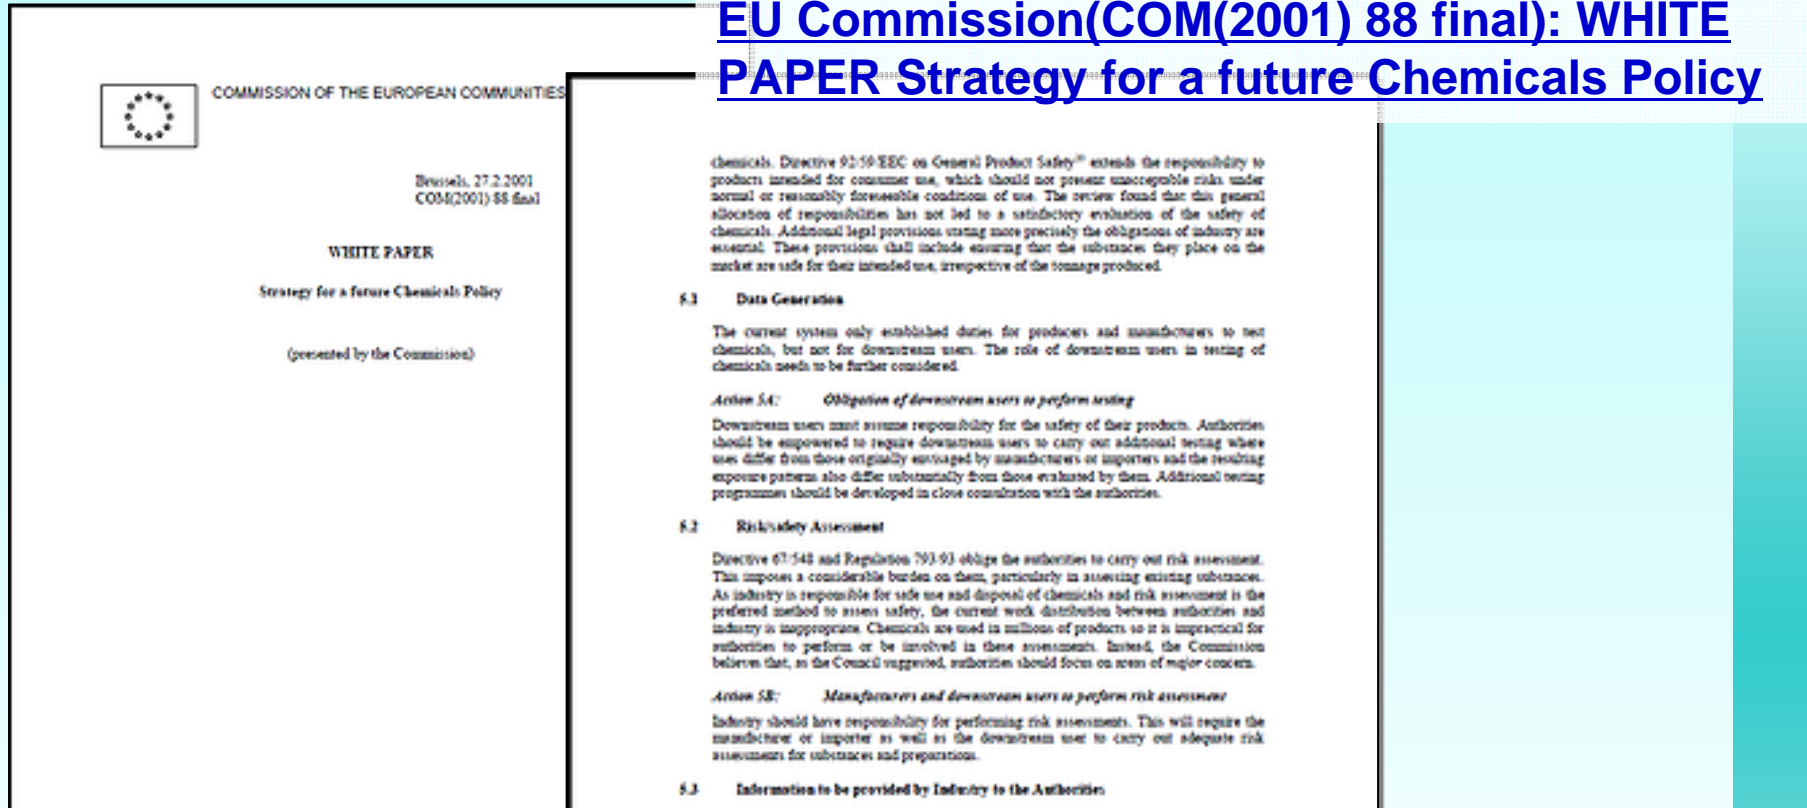 EU Commission(COM(2001) 88 final): WHITE
PAPER Strategy for a future Chemicals Policy
COMMISSION OF THE EUROPEAN COMMUNITIES
Brussels, 27.2.2001
COM(2001) 88 final
WHITE PAPER
Strategy for a future Chemicals Policy
(presented by the Commission)
chemicals. Directive 92/59/EEC on General Product Safety extends the responsibility to
products intended for consumer use, which should not present unacceptable risks under
normal or reasonably foreseeable conditions of use. The review found that this general
allocation of responsibilities has not led to a satisfactory evaluation of the safety of
chemicals. Additional legal provisions stating more precisely the obligations of industry are
essential. These provisions shall include ensuring that the substances they place on the
market are safe for their intended use, irrespective of the tonnage produced.
5.1 Data Generation
The current system only established duties for producers and manufacturers to test
chemicals, but not for downstream users. The role of downstream users in testing of
chemicals needs to be further considered.
Action 5A: Obligation of downstream users to perform testing
Downstream users must assume responsibility for the safety of their products. Authorities
should be empowered to require downstream users to carry out additional testing where
uses differ from those originally envisaged by manufacturers or importers and the resulting
exposure patterns also differ substantially from those evaluated by them. Additional testing
programmes should be developed in close consultation with the authorities.
5.2 Risk/safety Assessment
Directive 67/548 and Regulation 793/93 oblige the authorities to carry out risk assessment.
This imposes a considerable burden on them, particularly in assessing existing substances.
As industry is responsible for safe use and disposal of chemicals and risk assessment is the
preferred method to assess safety, the current work distribution between authorities and
industry is inappropriate. Chemicals are used in millions of products so it is impractical for
authorities to perform or be involved in these assessments. Instead, the Commission
believes that, as the Council suggested, authorities should focus on areas of major concern.
Action 5B: Manufacturers and downstream users to perform risk assessment
Industry should have responsibility for performing risk assessments. This will require the
manufacturer or importer as well as the downstream user to carry out adequate risk
assessments for substances and preparations.
5.3 Information to be provided by Industry to the Authorities